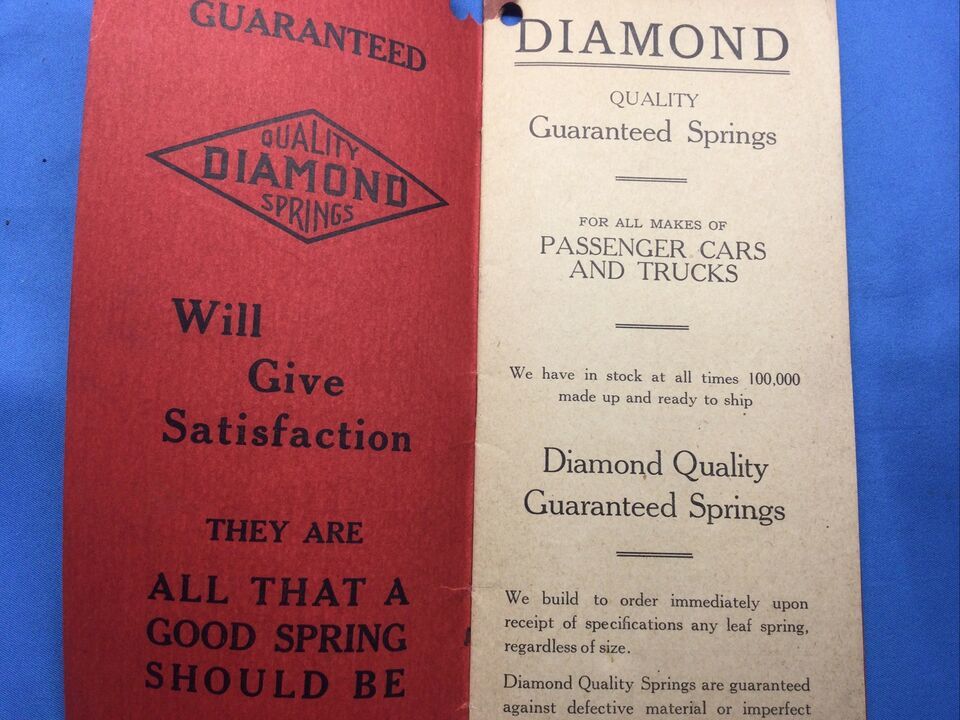 GUARANTEED
QUALITY
DIAMOND
SPRINGS
Will
Give
Satisfaction
THEY ARE
ALL THAT A
GOOD SPRING
SHOULD BE
DIAMOND
QUALITY
Guaranteed Springs
FOR ALL MAKES OF
PASSENGER CARS
AND TRUCKS
We have in stock at all times 100,000
made up and ready to ship
Diamond Quality
Guaranteed Springs
We build to order immediately upon
receipt of specifications any leaf spring,
regardless of size.
Diamond Quality Springs are guaranteed
against defective material or imperfect